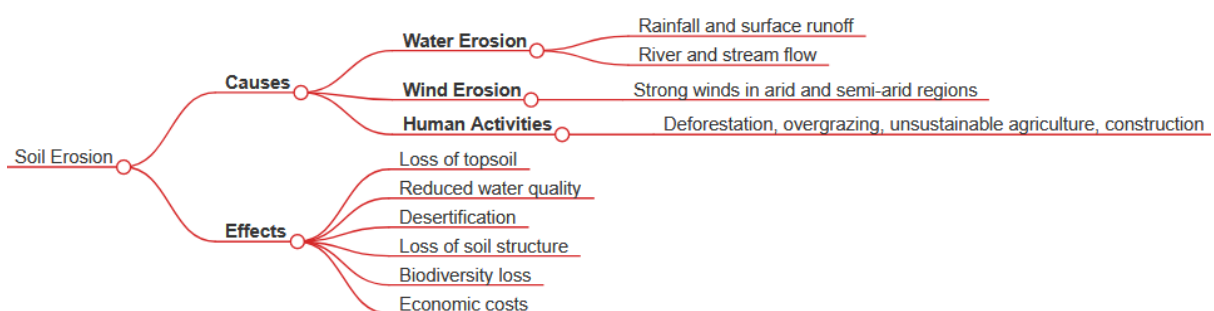 Rainfall and surface runoff
Water Erosion
River and stream flow
Causes
Wind Erosion
Strong winds in arid and semi-arid regions
Human Activities
Deforestation, overgrazing, unsustainable agriculture, construction
Soil Erosion
Loss of topsoil
Reduced water quality
Desertification
Effects
Loss of soil structure
Biodiversity loss
Economic costs